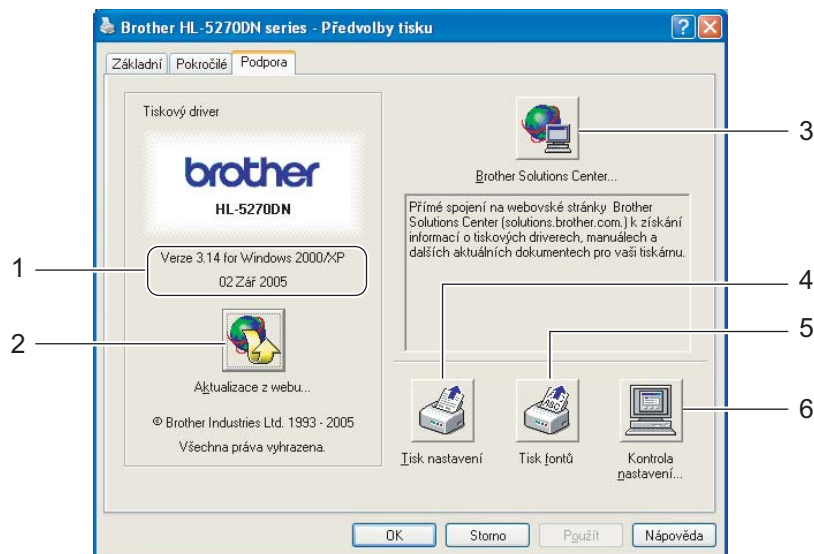 Brother HL-5270DN series - Předvolby tisku
Základní Pokročilé Podpora
Tiskový driver
brother
HL-5270DN
Verze 3.14 for Windows 2000/XP
02 Zář 2005
Aktualizace z webu...
© Brother Industries Ltd. 1993 - 2005
Všechna práva vyhrazena.
Brother Solutions Center...
Přímé spojení na webovské stránky Brother
Solutions Center (solutions.brother.com.) k získání
informací o tiskových driverech, manuálech a
dalších aktuálních dokumentech pro vaši tiskárnu.
Tisk nastavení
Tisk fontů
Kontrola
nastavení...
OK Storno Použít Nápověda
1
2
3
4
5
6